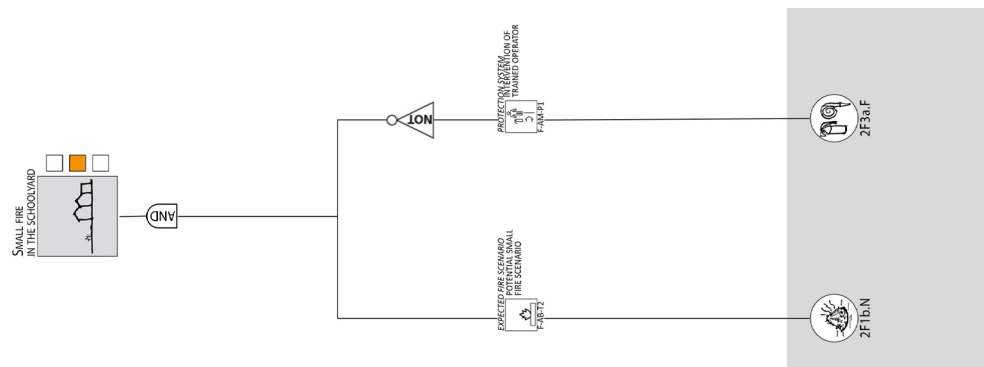 SMALL FIRE
IN THE SCHOOLYARD
AND
NOT
PROTECTION SYSTEM
INTERVENTION OF
TRAINED OPERATOR
F-AM-P1
2F3a.F
EXPECTED FIRE SCENARIO
POTENTIAL SMALL
FIRE SCENARIO
F-AB-T2
2F1b.N